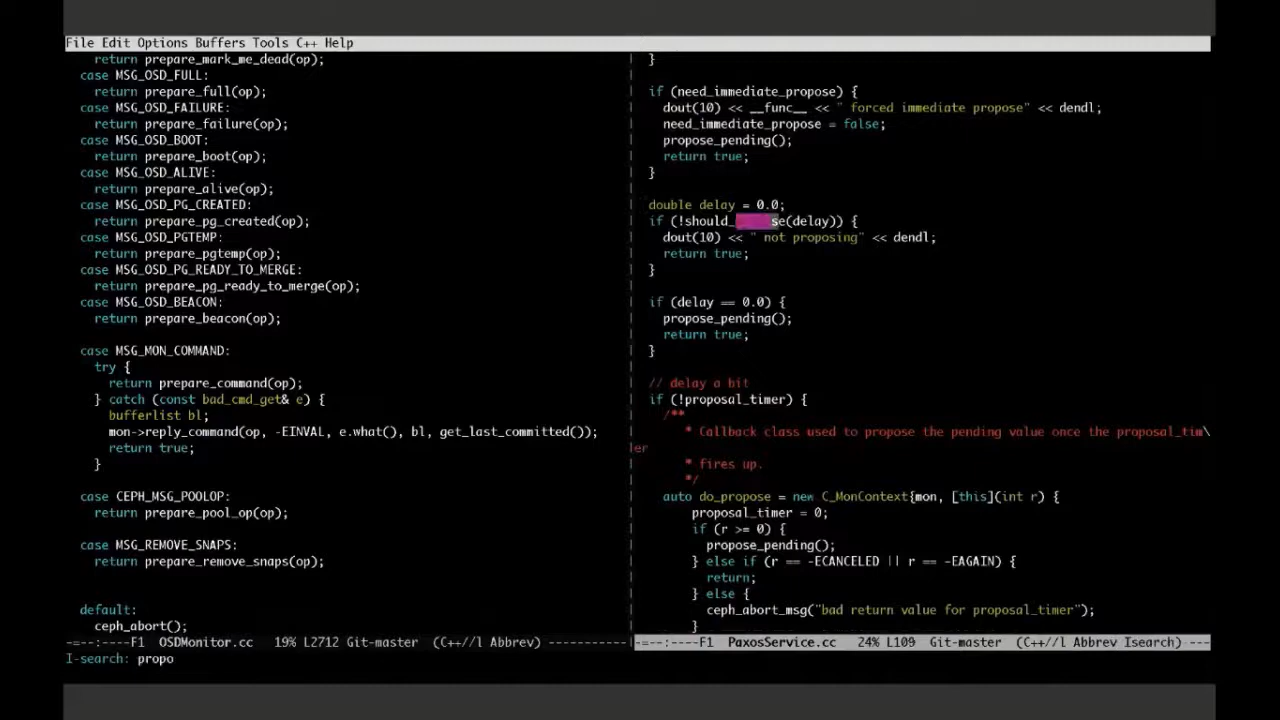 File Edit Options Buffers Tools C++ Help
return prepare_mark_me_dead(op);
case MSG_OSD_FULL:
return prepare_full(op);
case MSG_OSD_FAILURE:
return prepare_failure(op);
case MSG_OSD_BOOT:
return prepare_boot(op);
case MSG_OSD_ALIVE:
return prepare_alive(op);
case MSG_OSD_PG_CREATED:
return prepare_pg_created(op);
case MSG_OSD_PGTEMP:
return prepare_pgtemp(op);
case MSG_OSD_PG_READY_TO_MERGE:
return prepare_pg_ready_to_merge(op);
case MSG_OSD_BEACON:
return prepare_beacon(op);
case MSG_MON_COMMAND:
try {
return prepare_command(op);
} catch (const bad_cmd_get& e) {
bufferlist bl;
mon->reply_command(op, -EINVAL, e.what(), bl, get_last_committed());
return true;
}
case CEPH_MSG_POOLOP:
return prepare_pool_op(op);
case MSG_REMOVE_SNAPS:
return prepare_remove_snaps(op);
default:
ceph_abort();
-=--:----F1 OSDMonitor.cc 19% L2712 Git-master (C++//l Abbrev) -----------
}
if (need_immediate_propose) {
dout(10) << __func__ << " forced immediate propose" << dendl;
need_immediate_propose = false;
propose_pending();
return true;
}
double delay = 0.0;
if (!should_ se(delay)) {
dout(10) << " not proposing" << dendl;
return true;
}
if (delay == 0.0) {
propose_pending();
return true;
}
// delay a bit
if (!proposal_timer) {
/**
* Callback class used to propose the pending value once the proposal_tim\
er
* fires up.
*/
auto do_propose = new C_MonContext{mon, [this](int r) {
proposal_timer = 0;
if (r >= 0) {
propose_pending();
} else if (r == -ECANCELED || r == -EAGAIN) {
return;
} else {
ceph_abort_msg("bad return value for proposal_timer");
}
-=--:----F1 PaxosService.cc 24% L109 Git-master (C++//l Abbrev Isearch)----
I-search: propo